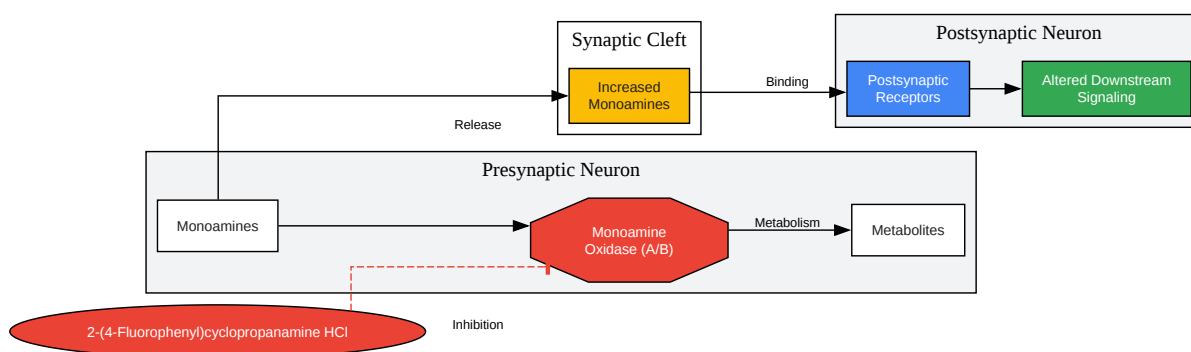 Synaptic Cleft
Increased
Monoamines
Postsynaptic Neuron
Binding
Postsynaptic
Receptors
Altered Downstream
Signaling
Release
Presynaptic Neuron
Monoamines
Monoamine
Oxidase (A/B)
Metabolism
Metabolites
2-(4-Fluorophenyl)cyclopropanamine HCl
Inhibition